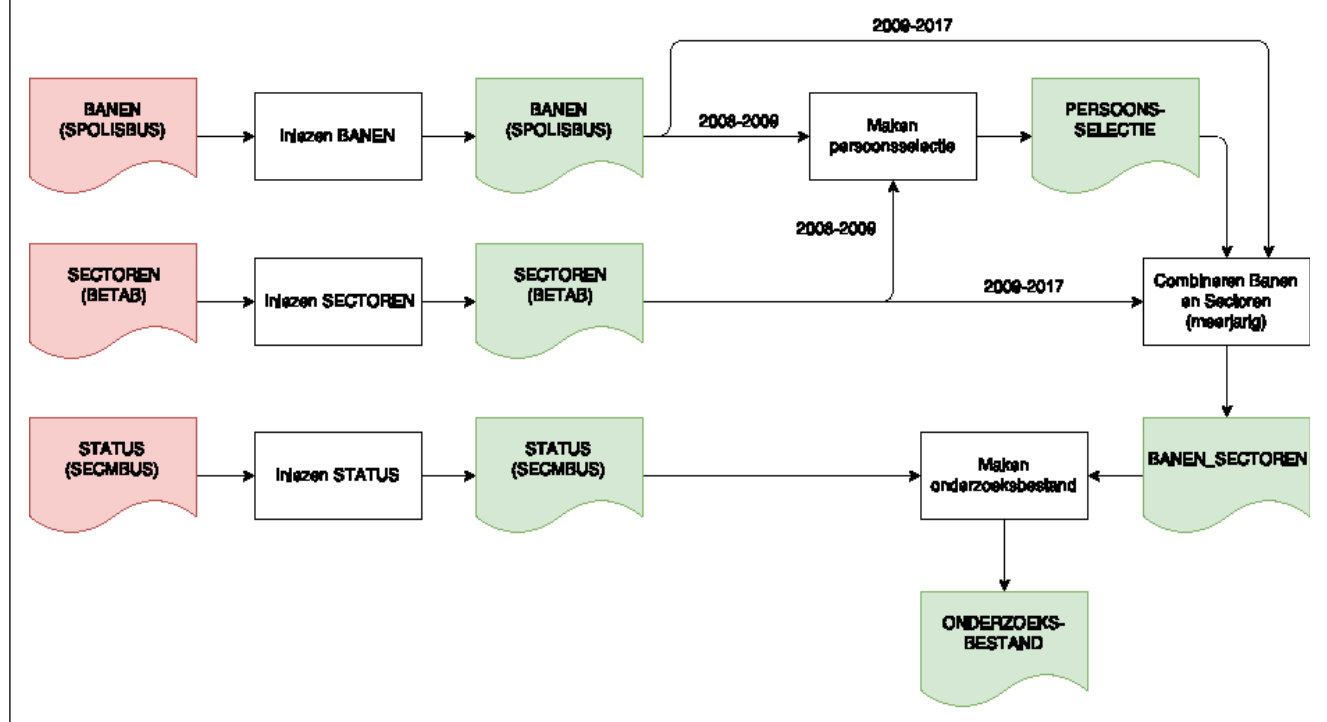 2009-2017
BANEN
(SPOLISBUS)
Inlezen BANEN
BANEN
(SPOLISBUS)
2008-2009
Maken
persoonsselectie
PERSOONS-
SELECTIE
2008-2009
SECTOREN
(BETAB)
Inlezen SECTOREN
SECTOREN
(BETAB)
2009-2017
Combineren Banen
en Sectoren
(meerjarig)
STATUS
(SECMBUS)
Inlezen STATUS
STATUS
(SECMBUS)
Maken
onderzoeksbestand
BANEN_SECTOREN
ONDERZOEKS-
BESTAND